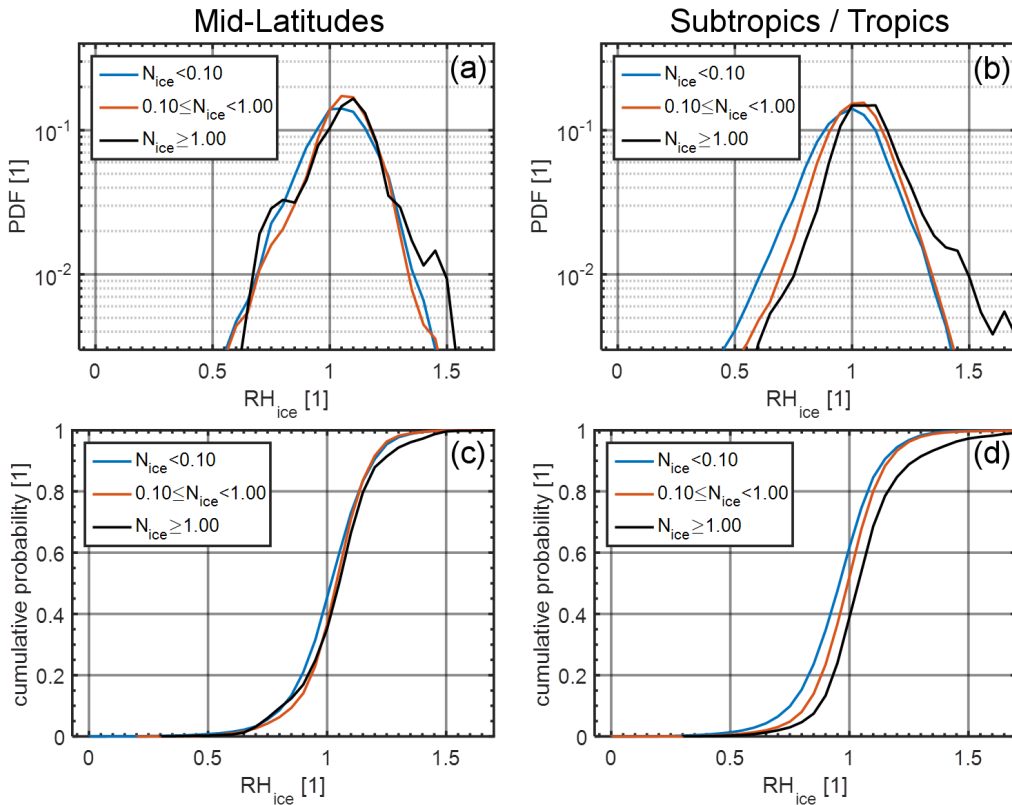 Mid-Latitudes
Subtropics / Tropics
(a)
N_ice<0.10
0.10≤N_ice<1.00
N_ice≥1.00
PDF [1]
10^-1
10^-2
0
0.5
1
1.5
RH_ice [1]
(b)
N_ice<0.10
0.10≤N_ice<1.00
N_ice≥1.00
PDF [1]
10^-1
10^-2
0
0.5
1
1.5
RH_ice [1]
(c)
N_ice<0.10
0.10≤N_ice<1.00
N_ice≥1.00
cumulative probability [1]
1
0.8
0.6
0.4
0.2
0
0
0.5
1
1.5
RH_ice [1]
(d)
N_ice<0.10
0.10≤N_ice<1.00
N_ice≥1.00
cumulative probability [1]
1
0.8
0.6
0.4
0.2
0
0
0.5
1
1.5
RH_ice [1]